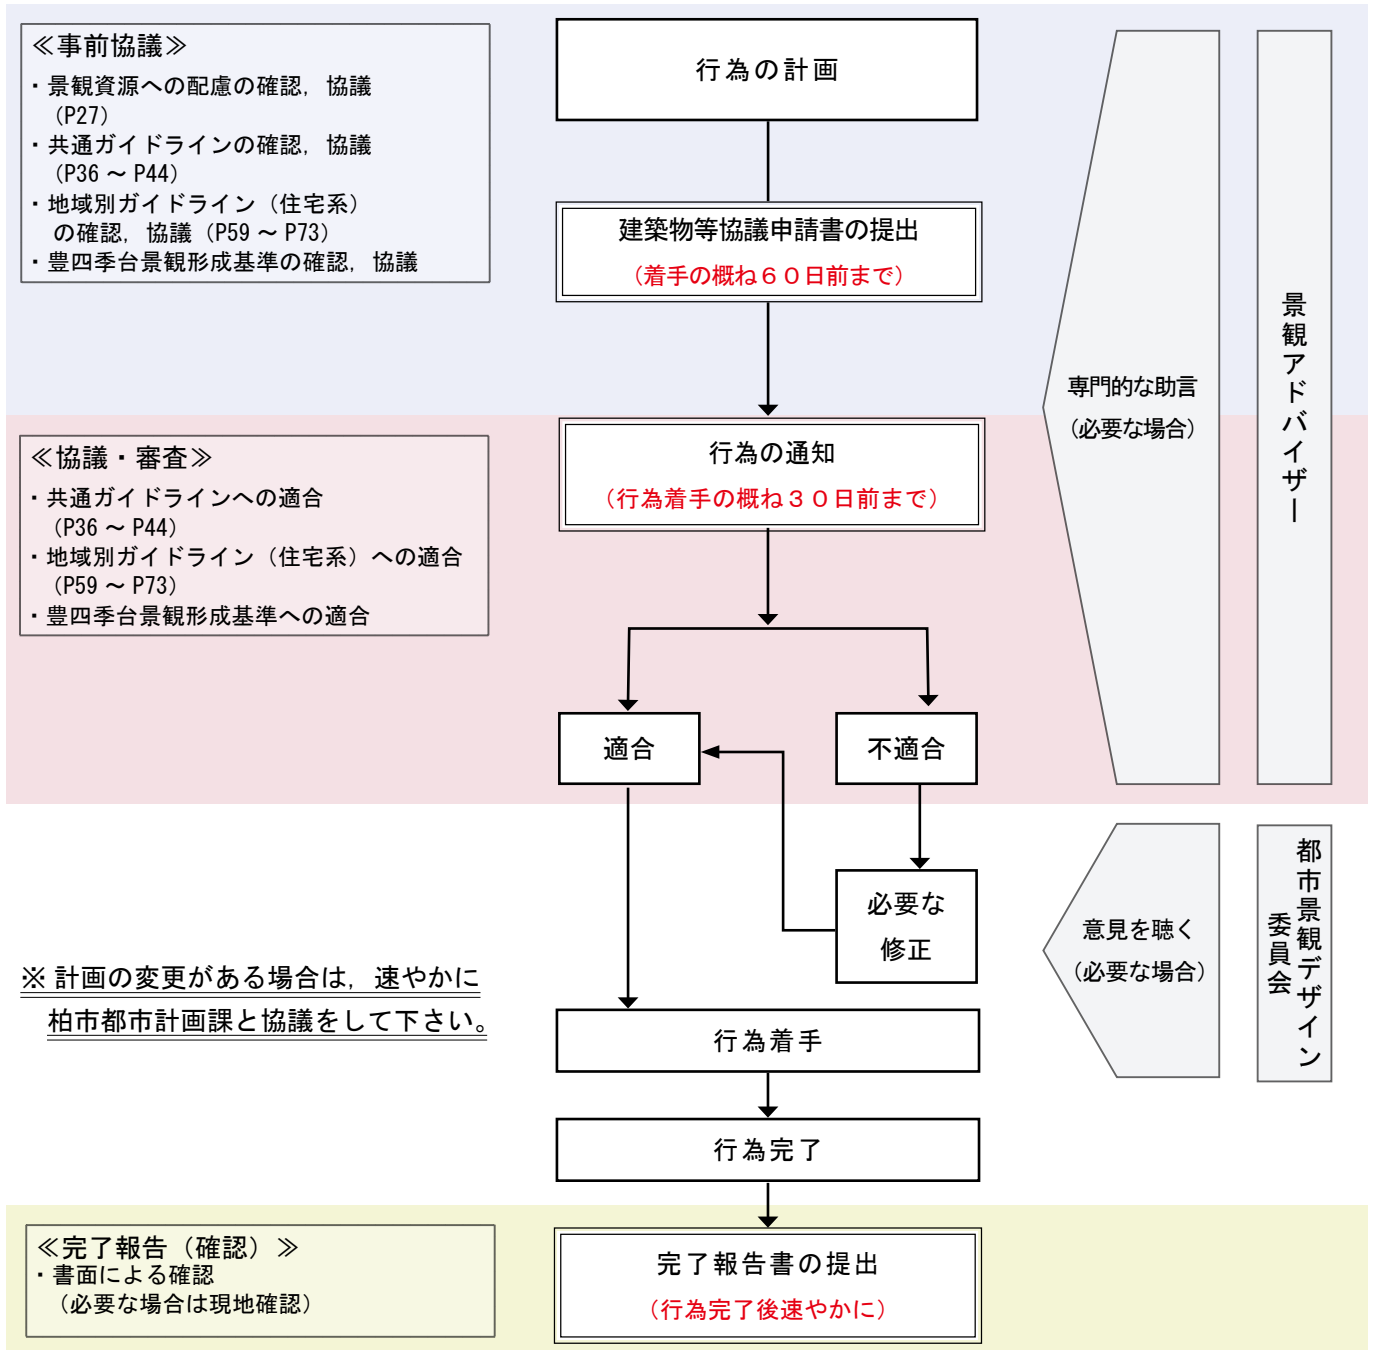 ≪事前協議≫
・景観資源への配慮の確認，協議
（P27）
・共通ガイドラインの確認，協議
（P36 ～ P44）
・地域別ガイドライン（住宅系）
の確認，協議（P59 ～ P73）
・豊四季台景観形成基準の確認，協議
行為の計画
建築物等協議申請書の提出
（着手の概ね６０日前まで）
専門的な助言
（必要な場合）
景観アドバイザー
≪協議・審査≫
・共通ガイドラインへの適合
（P36 ～ P44）
・地域別ガイドライン（住宅系）への適合
（P59 ～ P73）
・豊四季台景観形成基準への適合
行為の通知
（行為着手の概ね３０日前まで）
適合
不適合
必要な
修正
意見を聴く
（必要な場合）
都市景観デザイン
委員会
※ 計画の変更がある場合は，速やかに
柏市都市計画課と協議をして下さい。
行為着手
行為完了
≪完了報告（確認）≫
・書面による確認
（必要な場合は現地確認）
完了報告書の提出
（行為完了後速やかに）